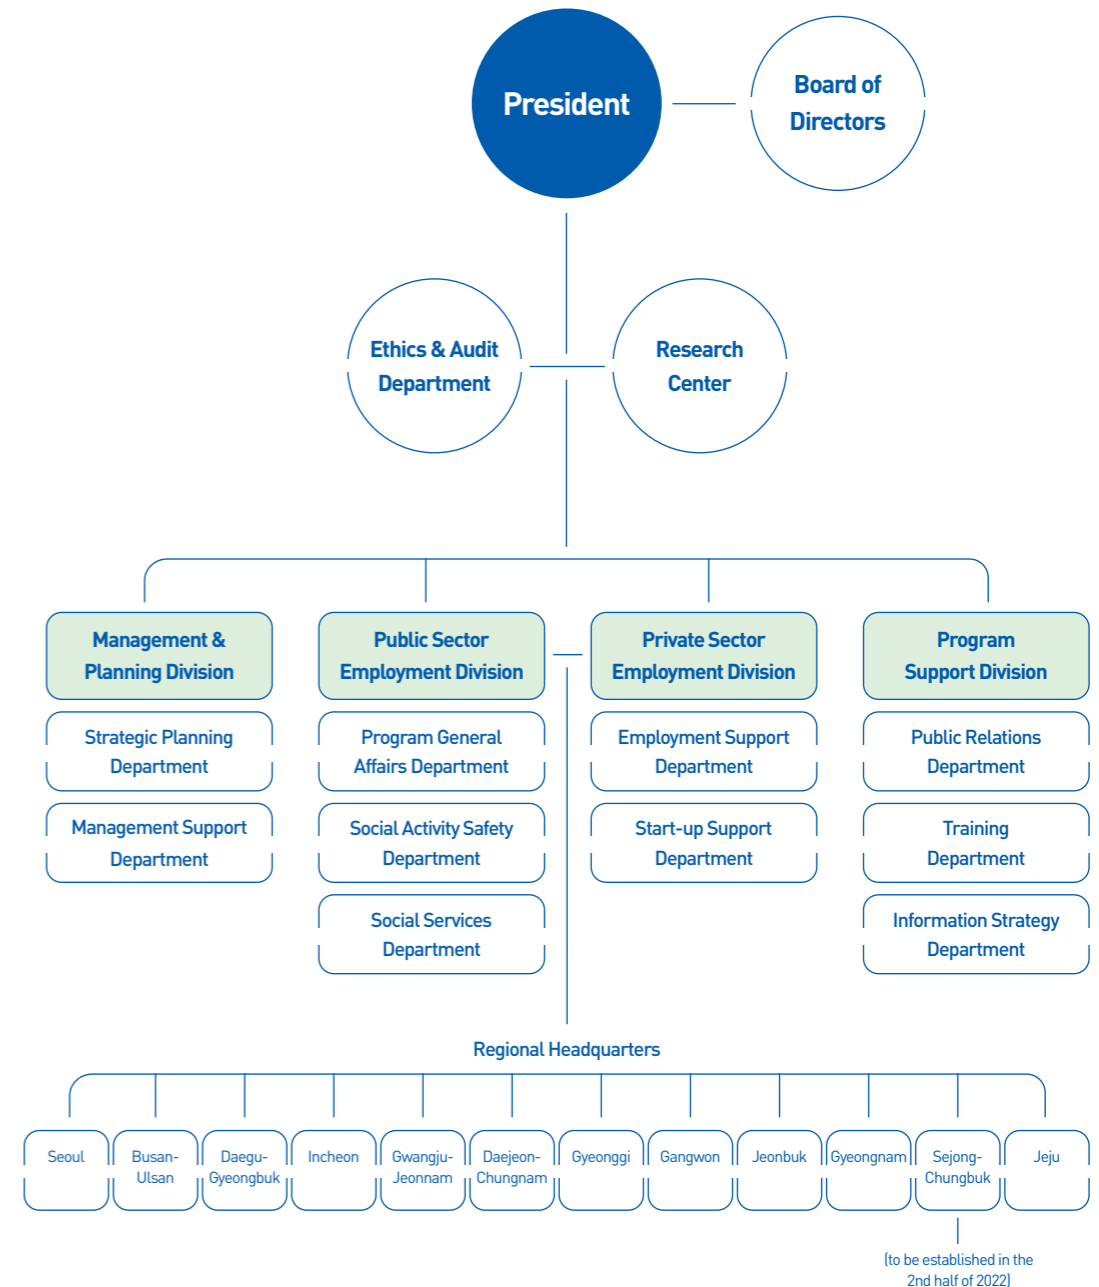 President
Board of
Directors
Ethics & Audit
Department
Research
Center
Management &
Planning Division
Strategic Planning
Department
Management Support
Department
Public Sector
Employment Division
Program General
Affairs Department
Social Activity Safety
Department
Social Services
Department
Private Sector
Employment Division
Employment Support
Department
Start-up Support
Department
Program
Support Division
Public Relations
Department
Training
Department
Information Strategy
Department
Regional Headquarters
Seoul
Busan-
Ulsan
Daegu-
Gyeongbuk
Incheon
Gwangju-
Jeonnam
Daejeon-
Chungnam
Gyeonggi
Gangwon
Jeonbuk
Gyeongnam
Sejong-
Chungbuk
Jeju
(to be established in the
2nd half of 2022)